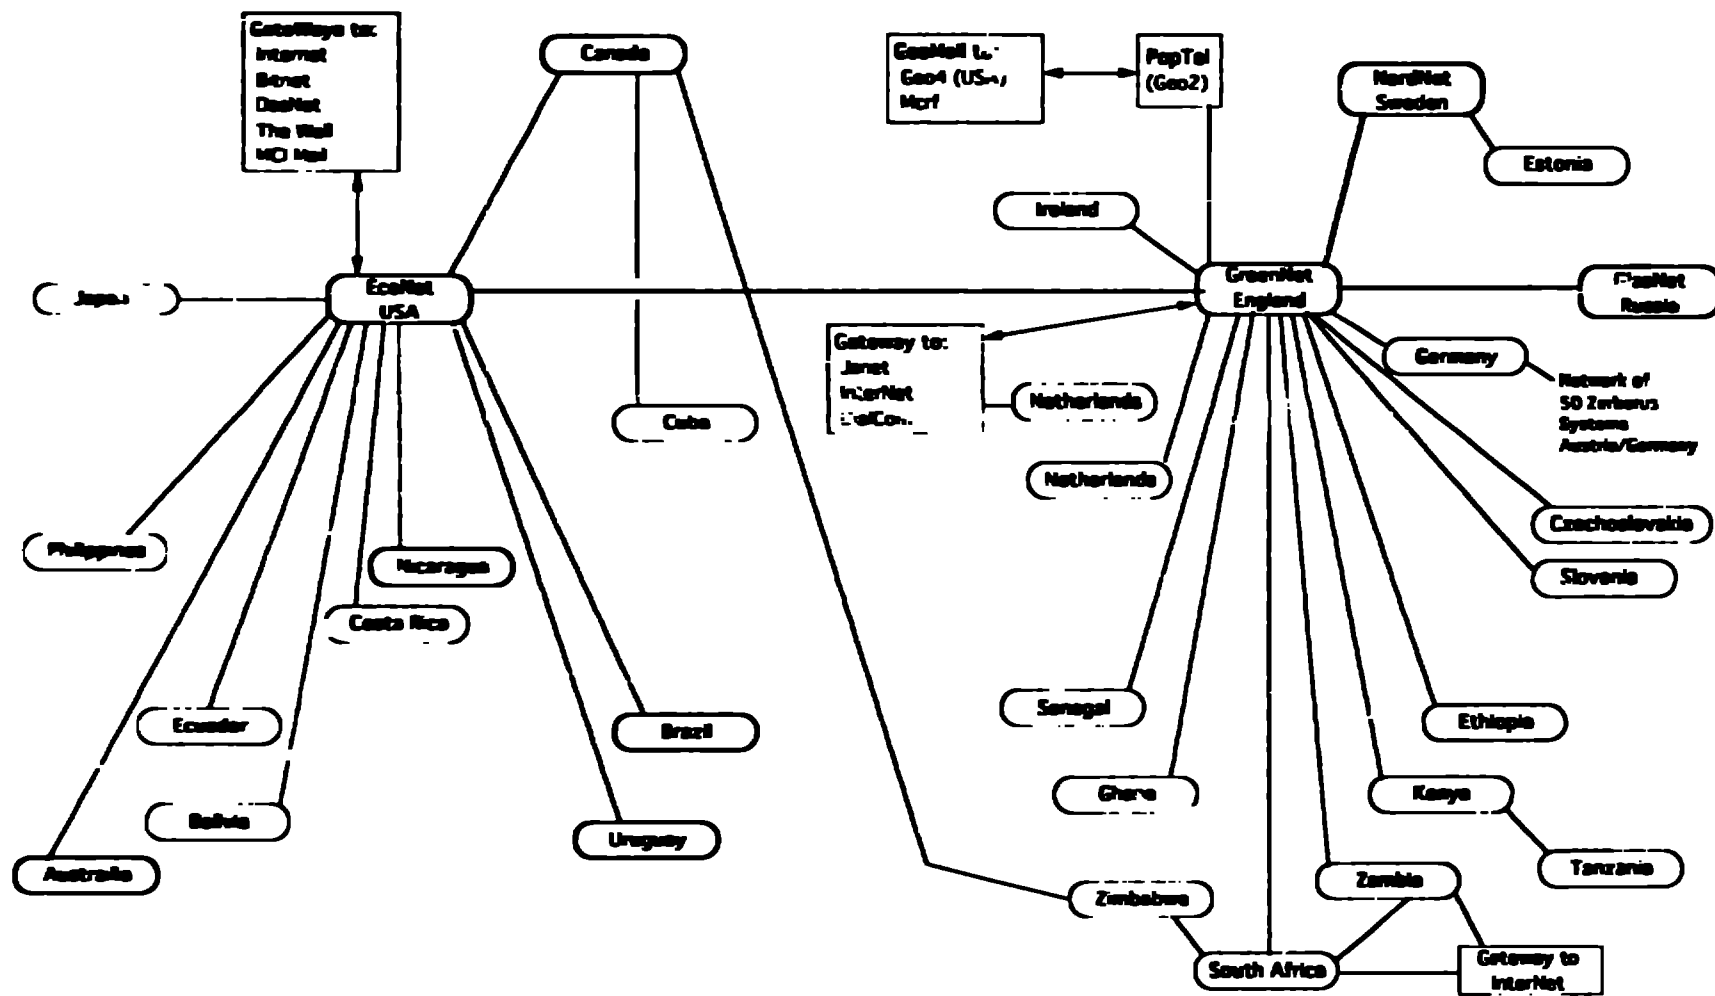 GateWays to:
Internet
Bitnet
The Well
MCI Mail
Canada
GeoMail to:
Geo4 (USA)
PopTel
(Geo2)
NordNet
Sweden
Estonia
Ireland
Japan
EcoNet
USA
GreenNet
England
Russia
Gateway to:
Janet
InterNet
Netherlands
Germany
Network of
50 Zerberus
Systems
Austria/Germany
Cuba
Netherlands
Philippines
Nicaragua
Czechoslovakia
Slovenia
Costa Rica
Ecuador
Brazil
Senegal
Ethiopia
Bolivia
Uruguay
Ghana
Kenya
Australia
Zimbabwe
Zambia
Tanzania
South Africa
Gateway to
InterNet